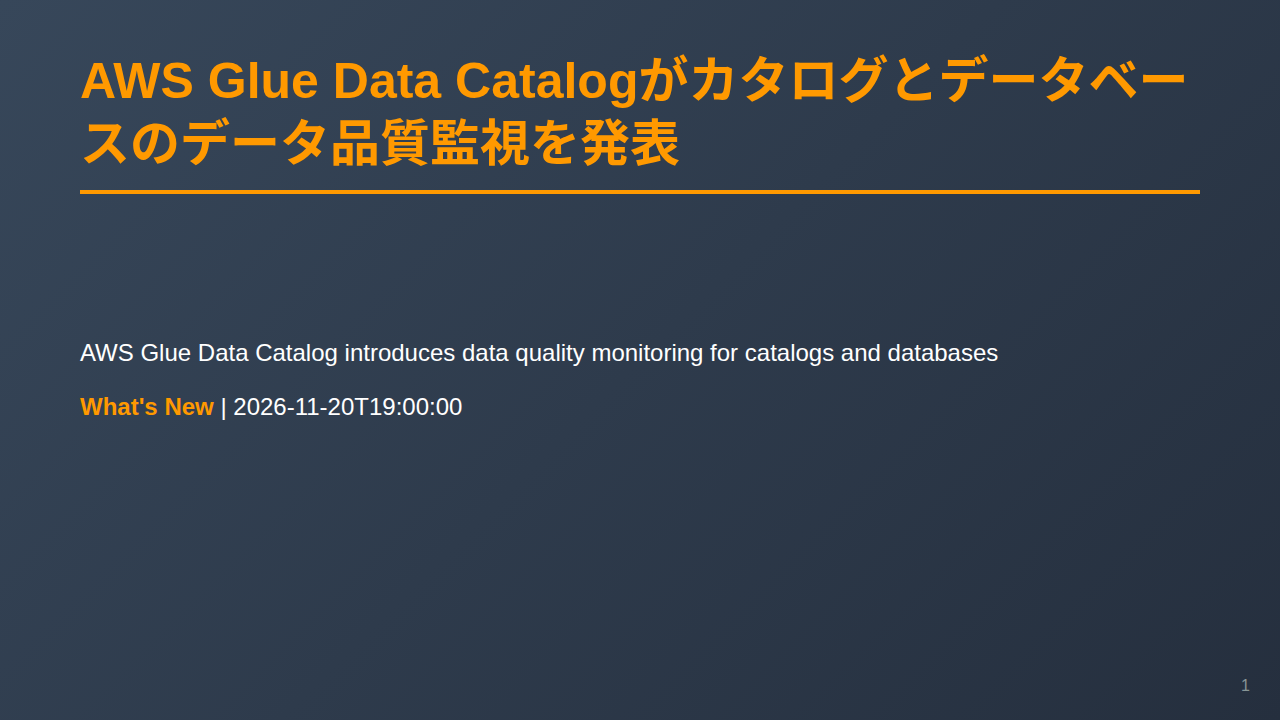 AWS Glue Data Catalogがカタログとデータベー
スのデータ品質監視を発表
AWS Glue Data Catalog introduces data quality monitoring for catalogs and databases
What's New | 2026-11-20T19:00:00
1